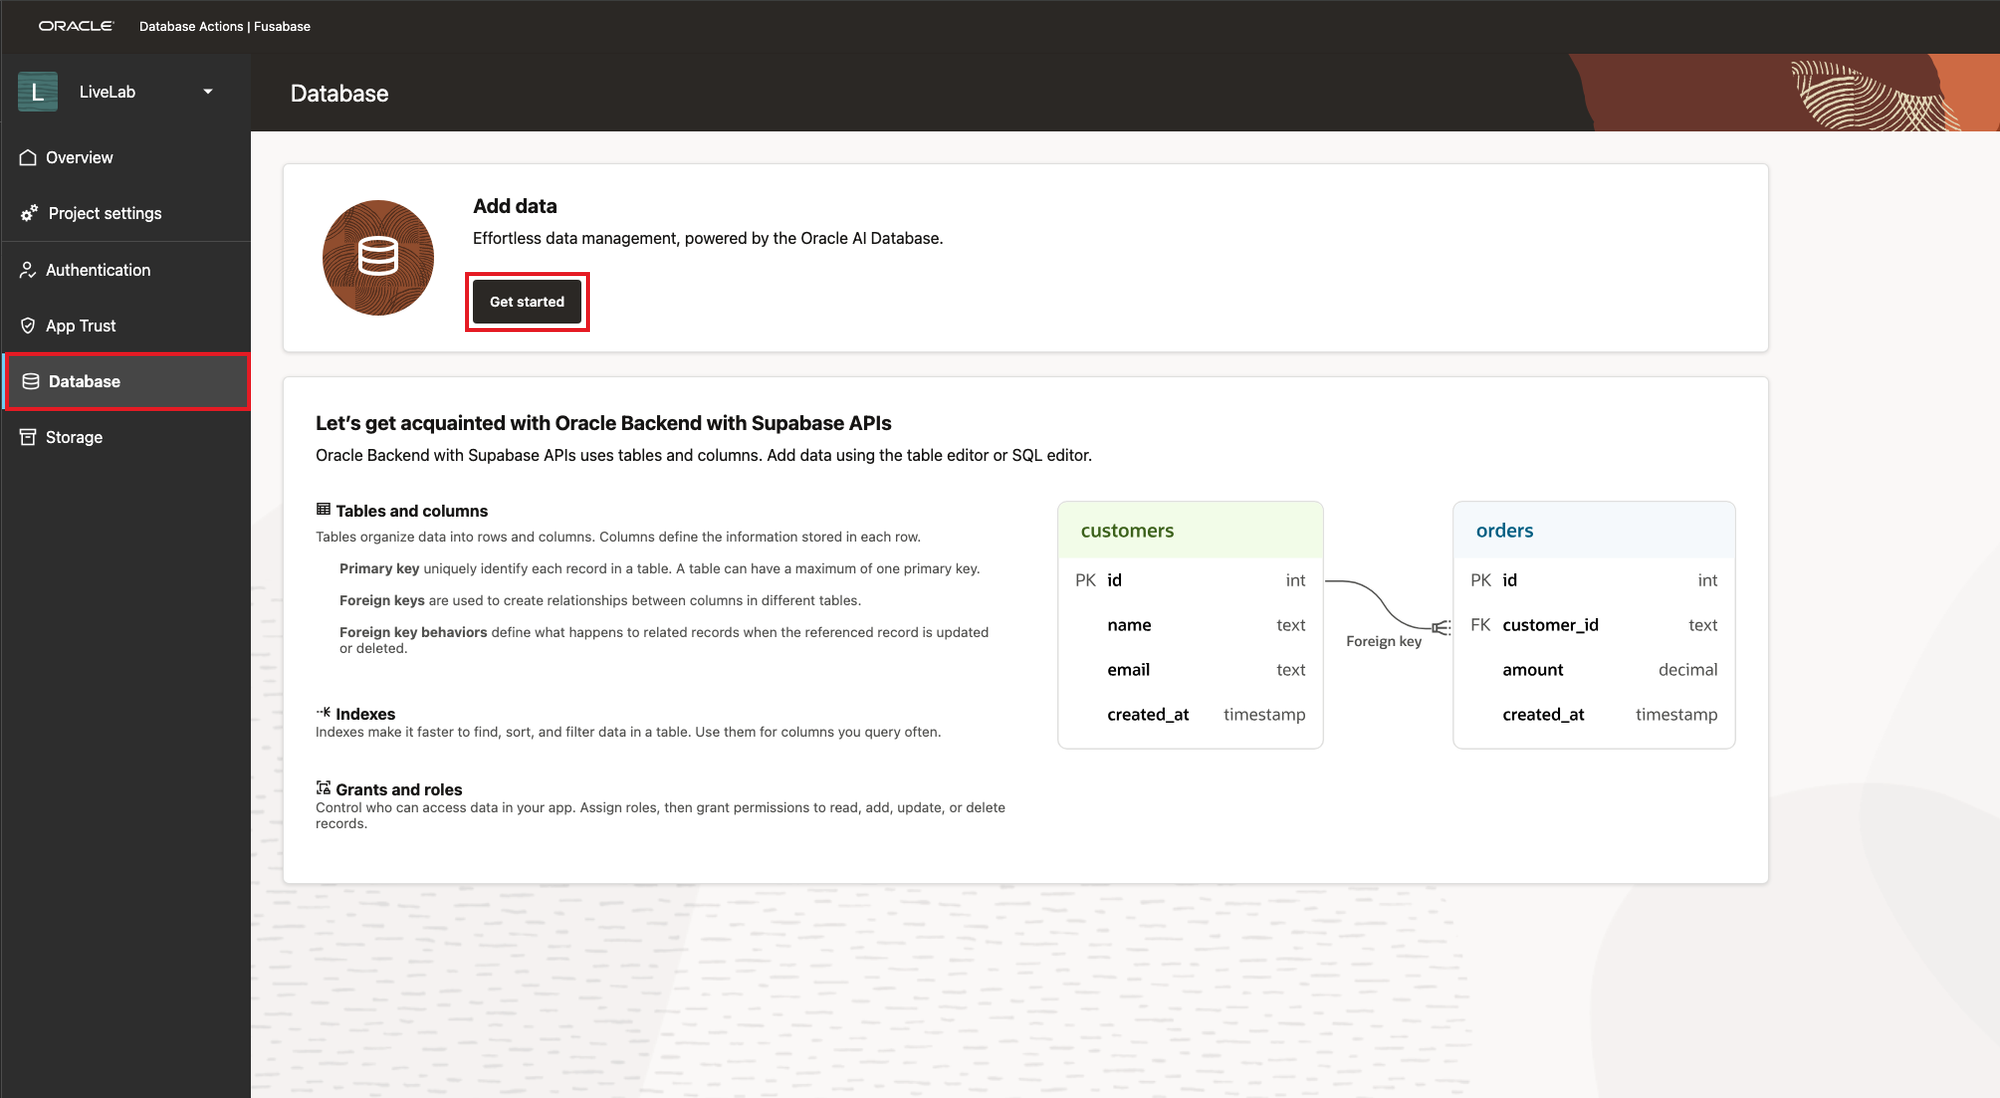 ORACLE Database Actions | Fusabase
L LiveLab
Database
Overview
Project settings
Authentication
App Trust
Database
Storage
Add data
Effortless data management, powered by the Oracle AI Database.
Get started
Let's get acquainted with Oracle Backend with Supabase APIs
Oracle Backend with Supabase APIs uses tables and columns. Add data using the table editor or SQL editor.
Tables and columns
Tables organize data into rows and columns. Columns define the information stored in each row.
Primary key uniquely identify each record in a table. A table can have a maximum of one primary key.
Foreign keys are used to create relationships between columns in different tables.
Foreign key behaviors define what happens to related records when the referenced record is updated
or deleted.
Indexes
Indexes make it faster to find, sort, and filter data in a table. Use them for columns you query often.
Grants and roles
Control who can access data in your app. Assign roles, then grant permissions to read, add, update, or delete
records.
customers
PK id int
name text
email text
created_at timestamp
Foreign key
orders
PK id int
FK customer_id text
amount decimal
created_at timestamp